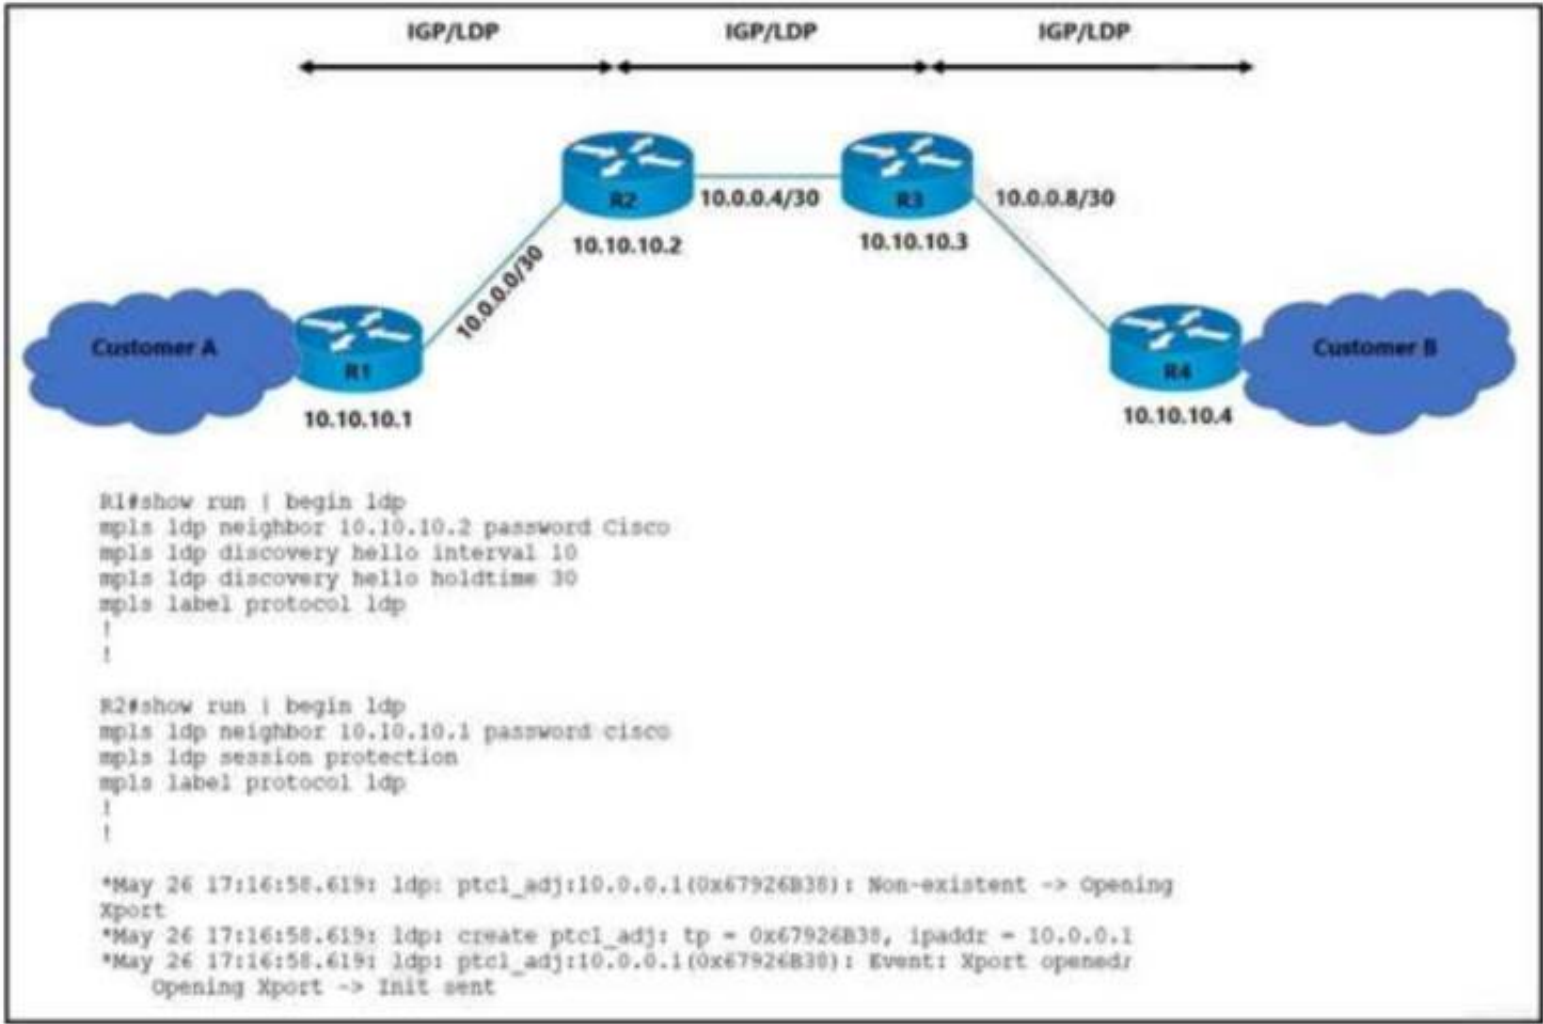 IGP/LDP
IGP/LDP
IGP/LDP
R2
10.0.0.4/30
R3
10.0.0.8/30
10.10.10.2
10.10.10.3
10.0.0.0/30
Customer A
R1
R4
Customer B
10.10.10.1
10.10.10.4
R1#show run | begin ldp
mpls ldp neighbor 10.10.10.2 password Cisco
mpls ldp discovery hello interval 10
mpls ldp discovery hello holdtime 30
mpls label protocol ldp
!
!
R2#show run | begin ldp
mpls ldp neighbor 10.10.10.1 password cisco
mpls ldp session protection
mpls label protocol ldp
!
!
*May 26 17:16:58.619: ldp: ptcl_adj:10.0.0.1(0x67926B38): Non-existent -> Opening
Xport
*May 26 17:16:58.619: ldp: create ptcl_adj: tp = 0x67926B38, ipaddr = 10.0.0.1
*May 26 17:16:58.619: ldp: ptcl_adj:10.0.0.1(0x67926B38): Event: Xport opened;
Opening Xport -> Init sent